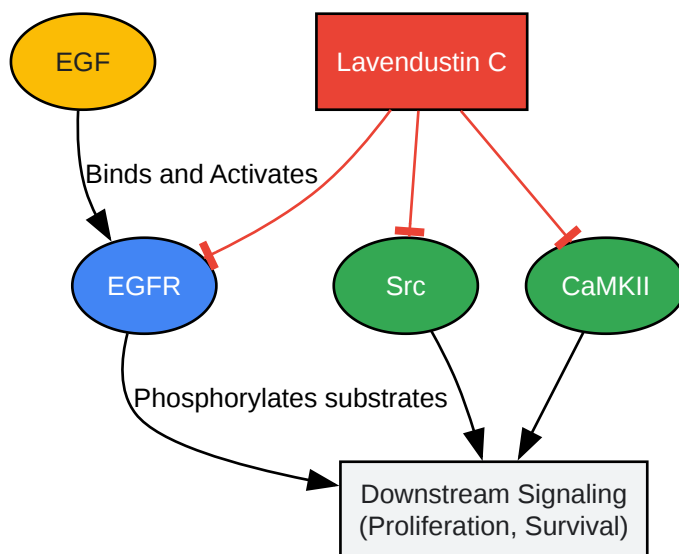 EGF
Lavendustin C
Binds and Activates
EGFR
Src
CaMKII
Phosphorylates substrates
Downstream Signaling
(Proliferation, Survival)